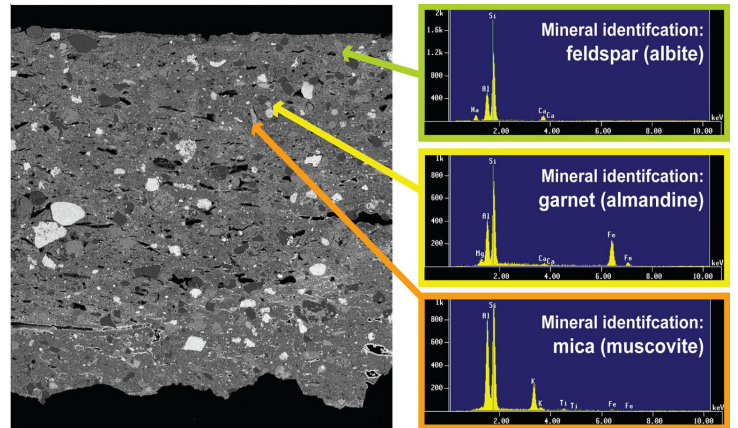 Mineral identifcation:
feldspar (albite)
2k
Si
1.6k
1.2k
800
400
Na
Al
Ca
Ca
keV
2.00
4.00
6.00
8.00
10.00
Mineral identifcation:
garnet (almandine)
Si
800
600
400
200
Al
Mg
Ca
Ca
Fe
Fe
keV
2.00
4.00
6.00
8.00
10.00
Mineral identifcation:
mica (muscovite)
Si
Al
800
600
400
200
K
K
Ti
Ti
Fe
Fe
keV
2.00
4.00
6.00
8.00
10.00